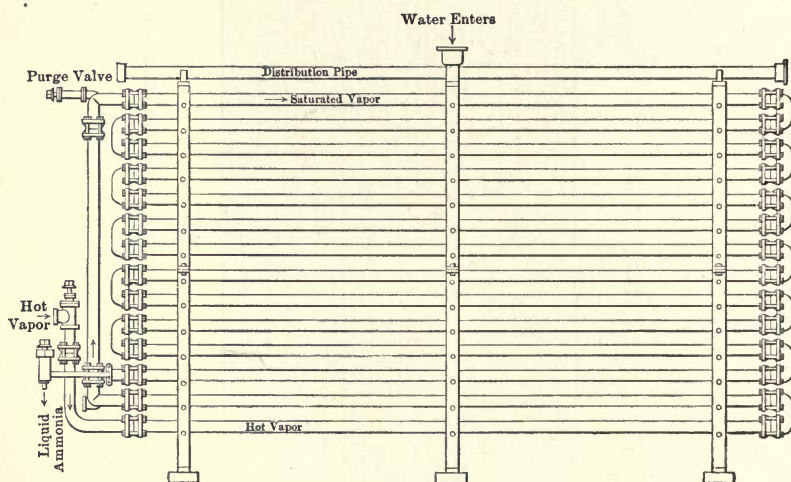 Water Enters
Distribution Pipe
Purge Valve
Saturated Vapor
Hot
Vapor
Hot Vapor
Liquid
Ammonia